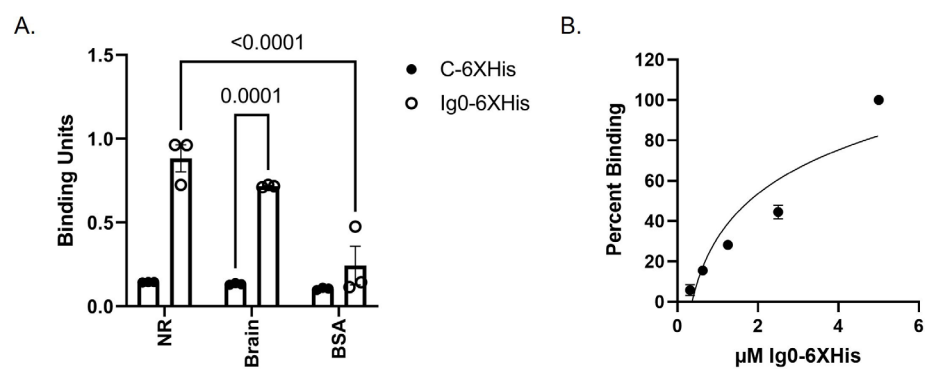 A.
<0.0001
0.0001
1.5
1.0
0.5
0.0
Binding Units
NR
Brain
BSA
C-6XHis
Ig0-6XHis
B.
120
100
80
60
40
20
0
Percent Binding
0
2
4
6
µM Ig0-6XHis